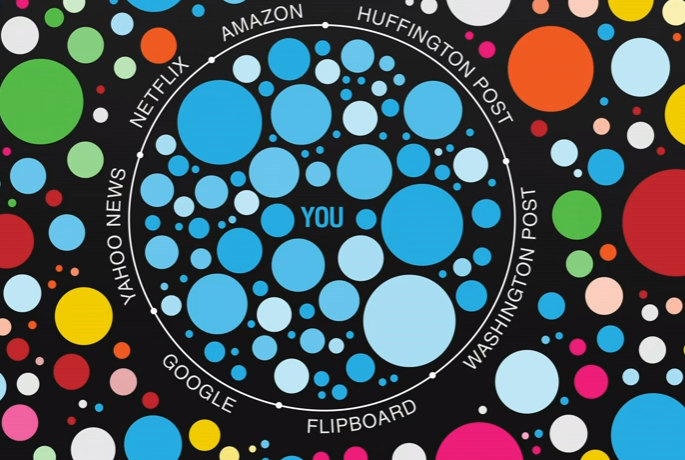 AMAZON
HUFFINGTON POST
NETFLIX
YAHOO NEWS
YOU
WASHINGTON POST
GOOGLE
FLIPBOARD